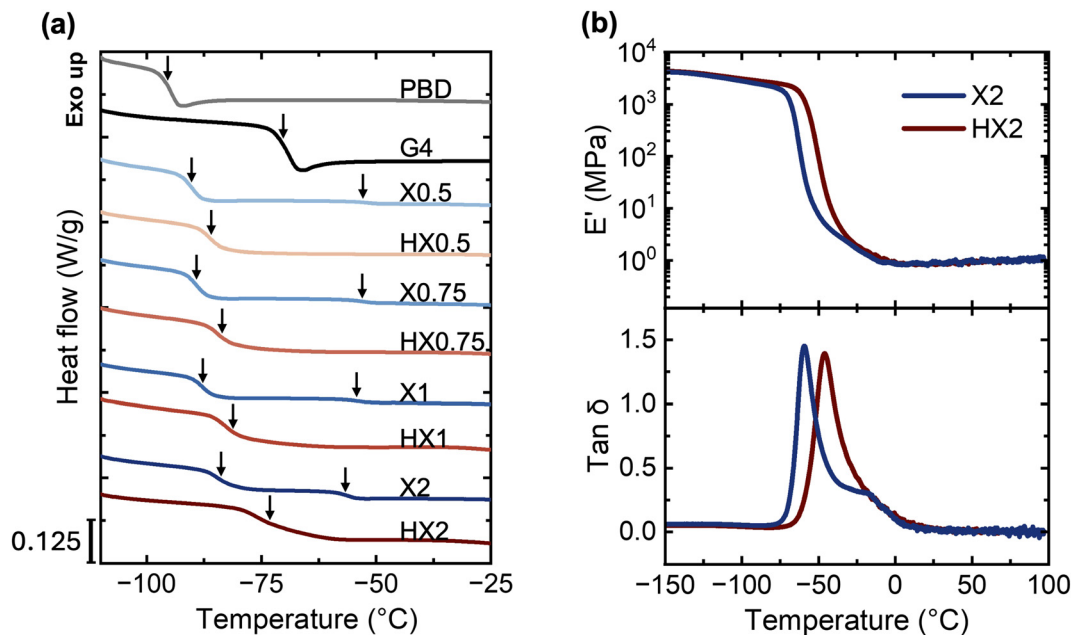 (a)
Exo up
Heat flow (W/g)
PBD
G4
X0.5
HX0.5
X0.75
HX0.75
X1
HX1
X2
HX2
0.125
−100 −75 −50 −25
Temperature (°C)
(b)
E' (MPa)
10⁴
10³
10²
10¹
10⁰
X2
HX2
Tan δ
1.5
1.0
0.5
0.0
−150 −100 −50 0 50 100
Temperature (°C)